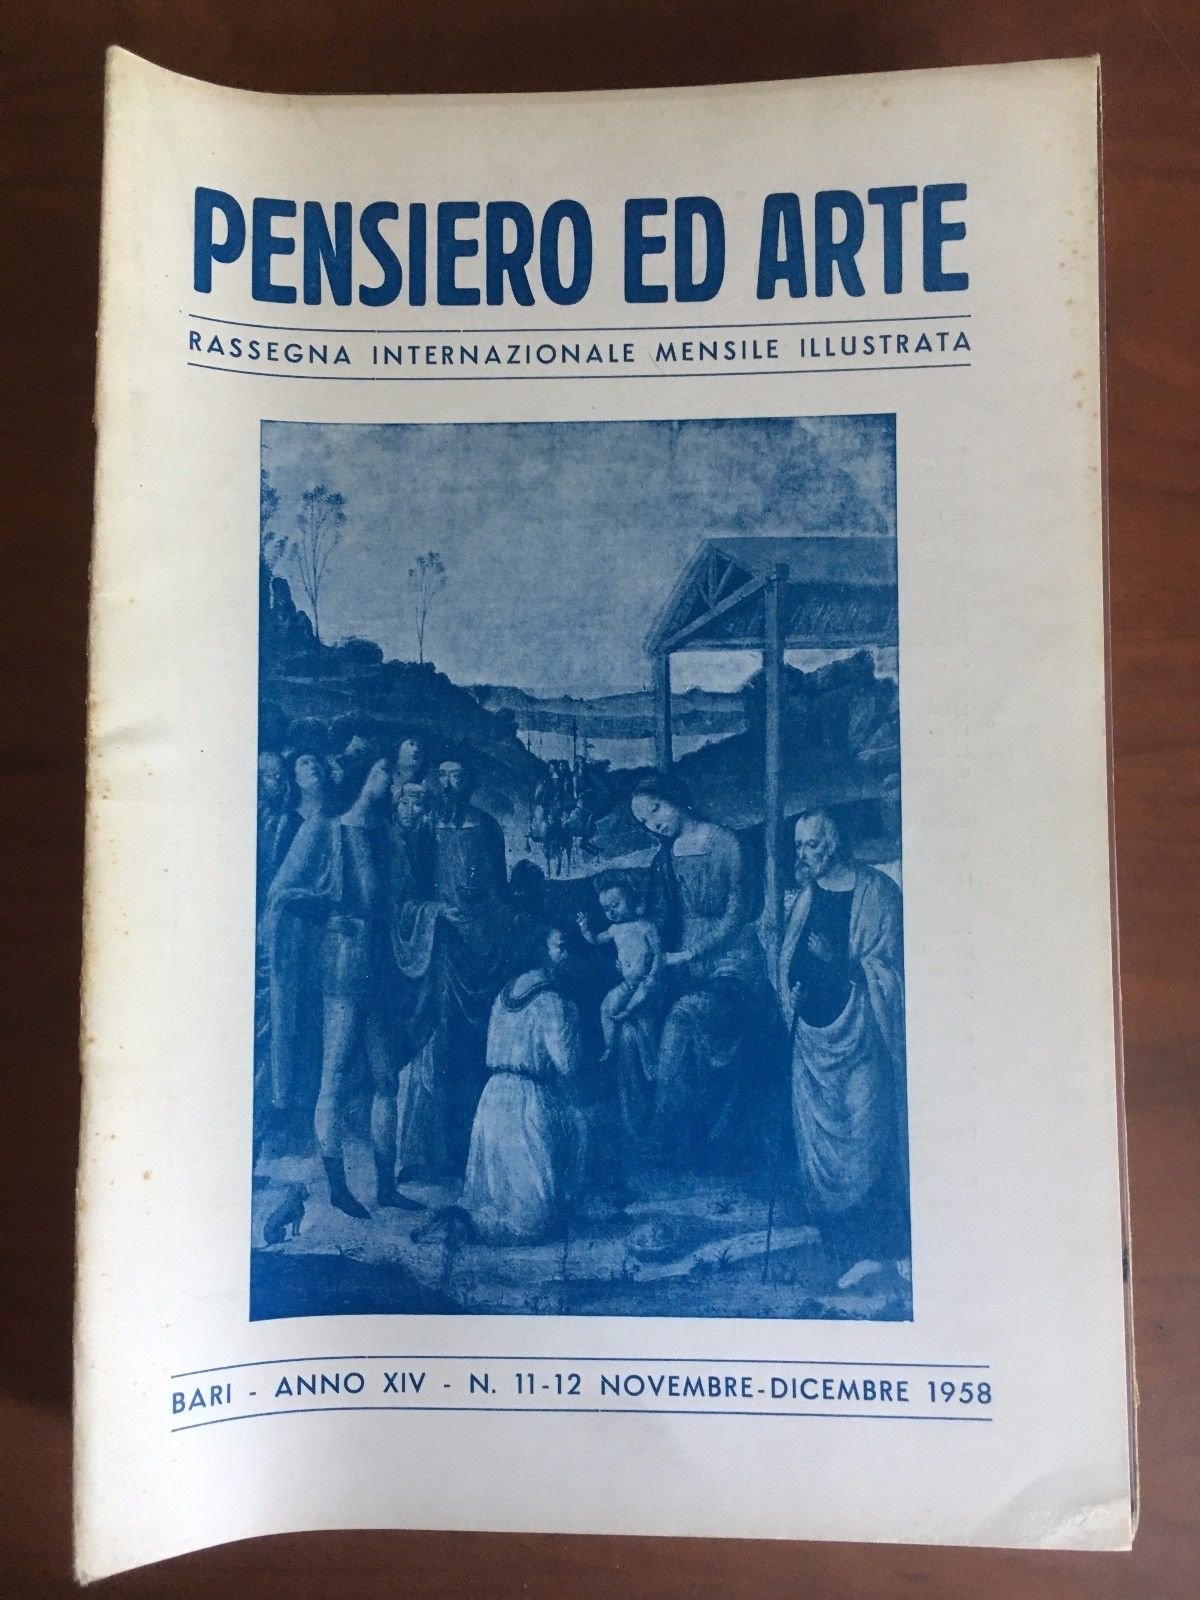 PENSIERO ED ARTE
RASSEGNA INTERNAZIONALE MENSILE ILLUSTRATA
BARI - ANNO XIV - N. 11-12 NOVEMBRE-DICEMBRE 1958